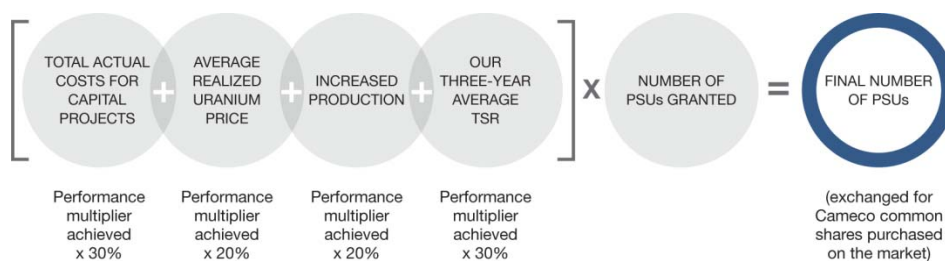 TOTAL ACTUAL
COSTS FOR
CAPITAL
PROJECTS
+
AVERAGE
REALIZED
URANIUM
PRICE
+
INCREASED
PRODUCTION
+
OUR
THREE-YEAR
AVERAGE
TSR
x
NUMBER OF
PSUs GRANTED
=
FINAL NUMBER
OF PSUs
Performance
multiplier
achieved
x 30%
Performance
multiplier
achieved
x 20%
Performance
multiplier
achieved
x 20%
Performance
multiplier
achieved
x 30%
(exchanged for
Cameco common
shares purchased
on the market)